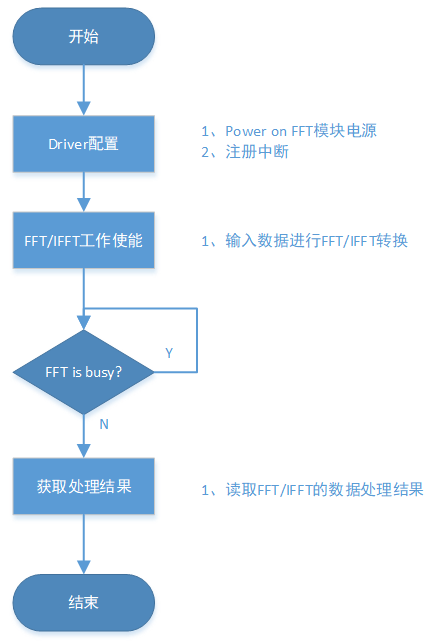 开始
Driver配置
1、Power on FFT模块电源
2、注册中断
FFT/IFFT工作使能
1、输入数据进行FFT/IFFT转换
FFT is busy?
Y
N
获取处理结果
1、读取FFT/IFFT的数据处理结果
结束